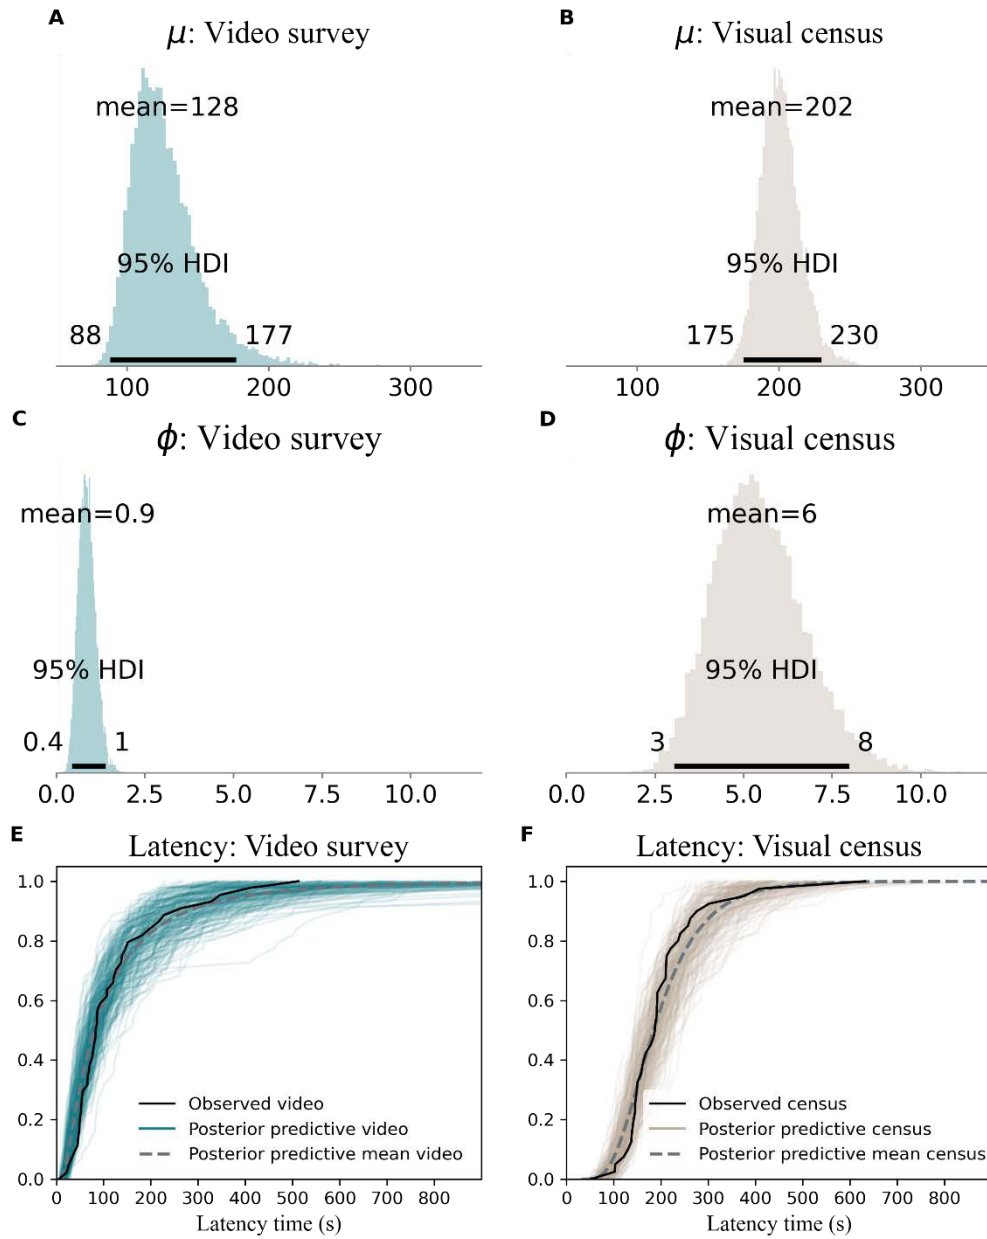 A
μ: Video survey
mean=128
95% HDI
88
177
100
200
300
B
μ: Visual census
mean=202
95% HDI
175
230
100
200
300
C
ϕ: Video survey
mean=0.9
95% HDI
0.4
1
0.0
2.5
5.0
7.5
10.0
D
ϕ: Visual census
mean=6
95% HDI
3
8
0.0
2.5
5.0
7.5
10.0
E
Latency: Video survey
1.0
0.8
0.6
0.4
0.2
0.0
Observed video
Posterior predictive video
Posterior predictive mean video
0 100 200 300 400 500 600 700 800
Latency time (s)
F
Latency: Visual census
1.0
0.8
0.6
0.4
0.2
0.0
Observed census
Posterior predictive census
Posterior predictive mean census
0 100 200 300 400 500 600 700 800
Latency time (s)